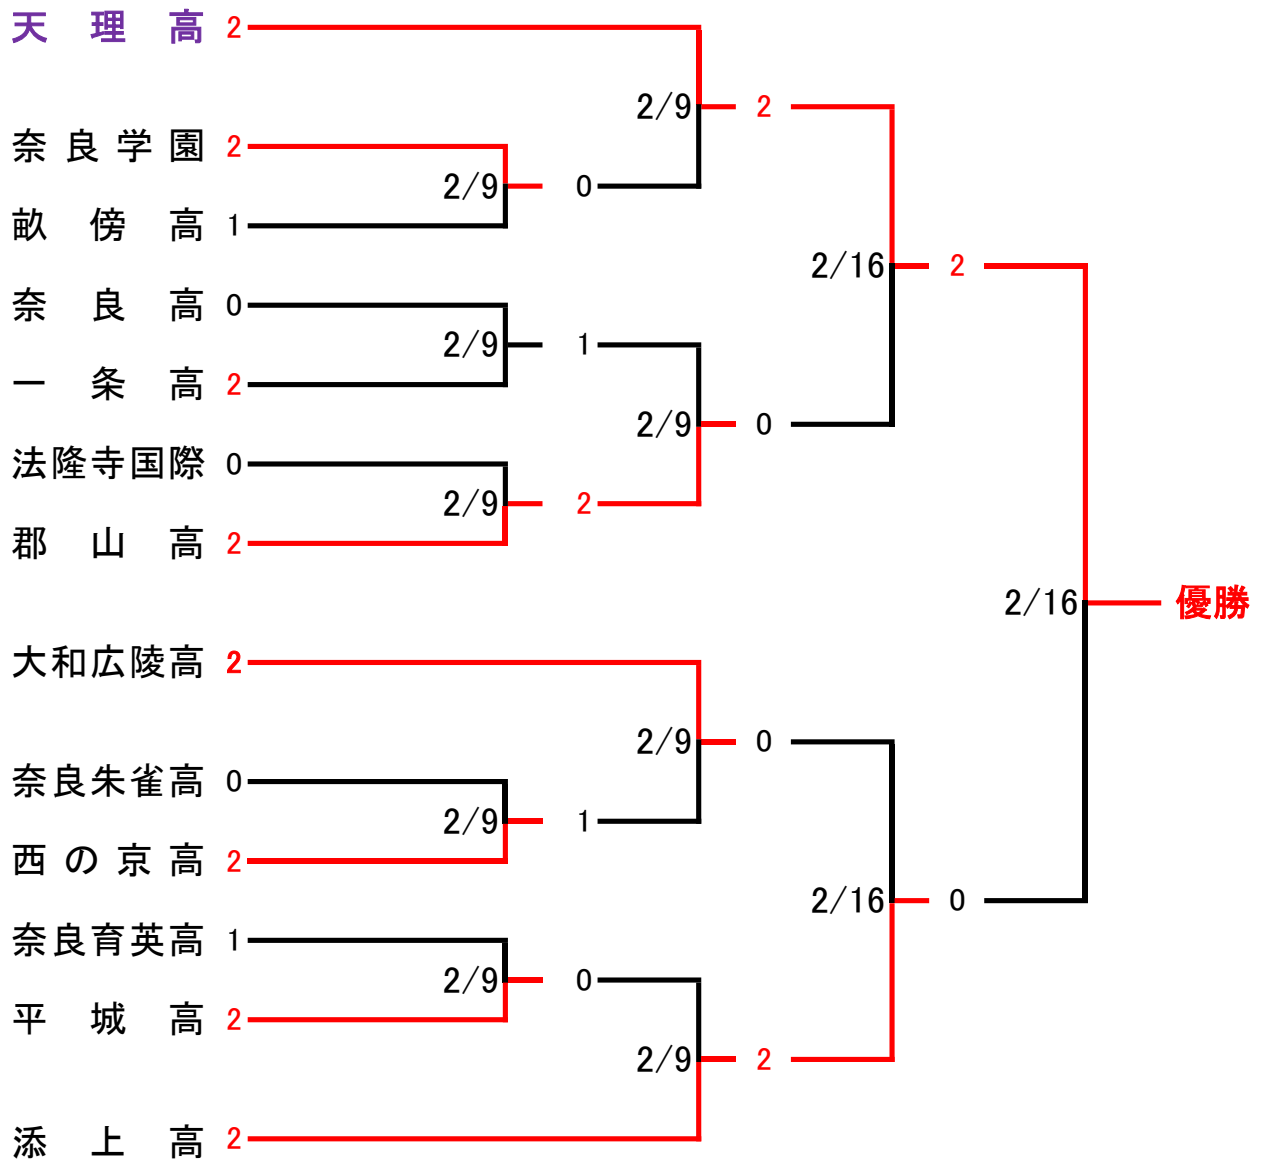 天理高 2
2/9 2
奈良学園 2
2/9 0
畝傍高 1
2/16 2
奈良高 0
2/9 1
一条高 2
2/9 0
法隆寺国際 0
2/9 2
郡山高 2
2/16 優勝
大和広陵高 2
2/9 0
奈良朱雀高 0
2/9 1
西の京高 2
2/16 0
奈良育英高 1
2/9 0
平城高 2
2/9 2
添上高 2